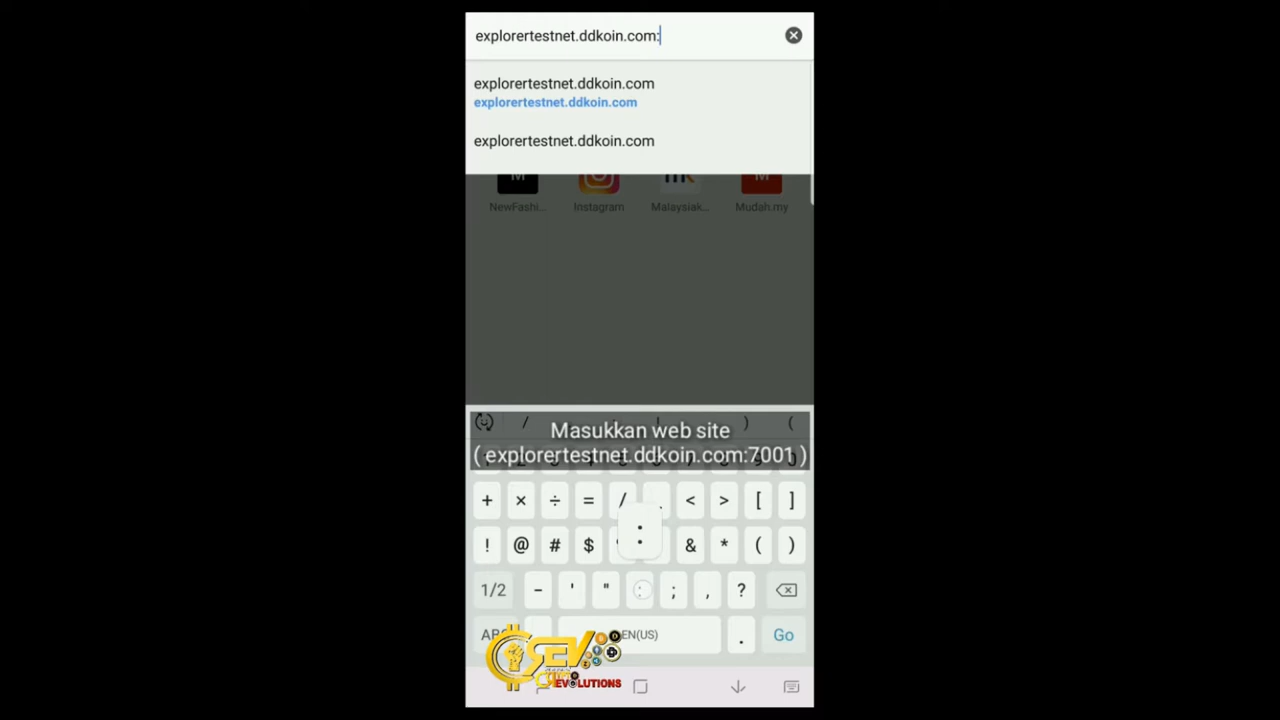 explorertestnet.ddkoin.com:
explorertestnet.ddkoin.com
explorertestnet.ddkoin.com
explorertestnet.ddkoin.com
NewFashi... Instagram Malaysiak... Mudah.my
/ ) (
Masukkan web site
( explorertestnet.ddkoin.com:7001 )
+ × ÷ = / < > [ ]
:
! @ # $ & * ( )
1/2 - ' " : ; , ?
EN(US) . Go
REV
EVOLUTIONS